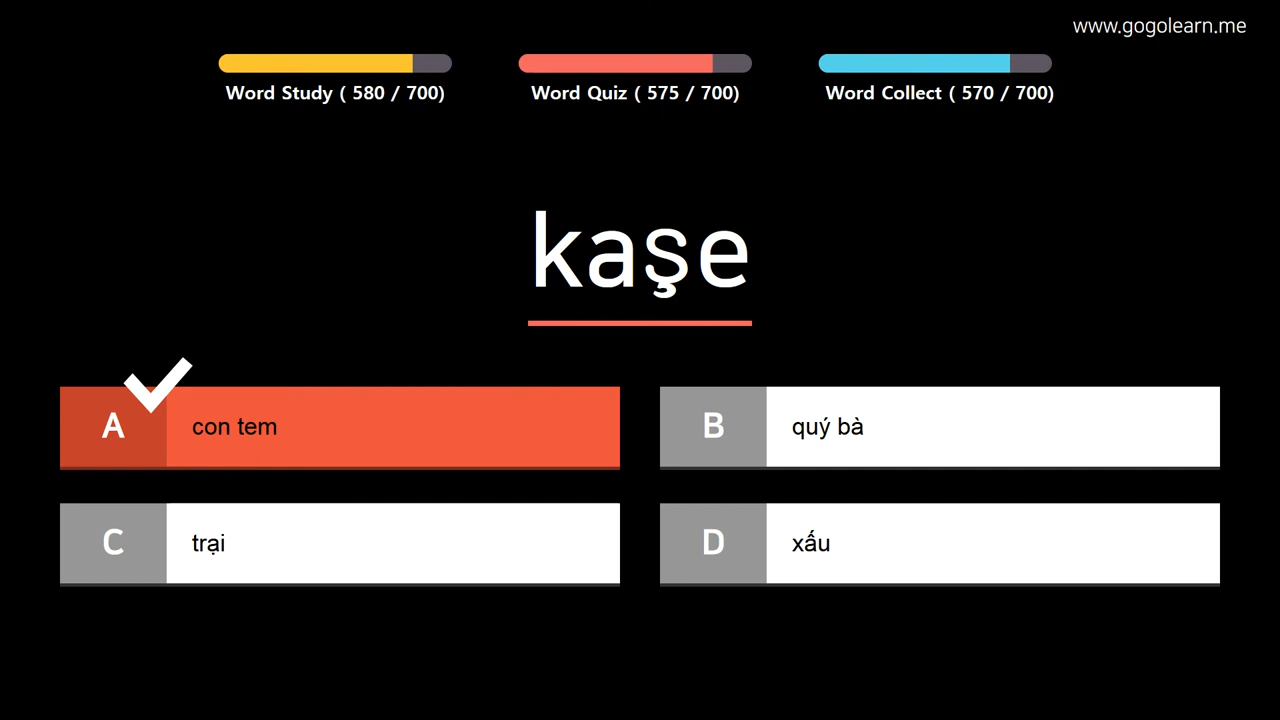 www.gogolearn.me
Word Study ( 580 / 700)
Word Quiz ( 575 / 700)
Word Collect ( 570 / 700)
kaşe
A con tem
B quý bà
C trại
D xấu